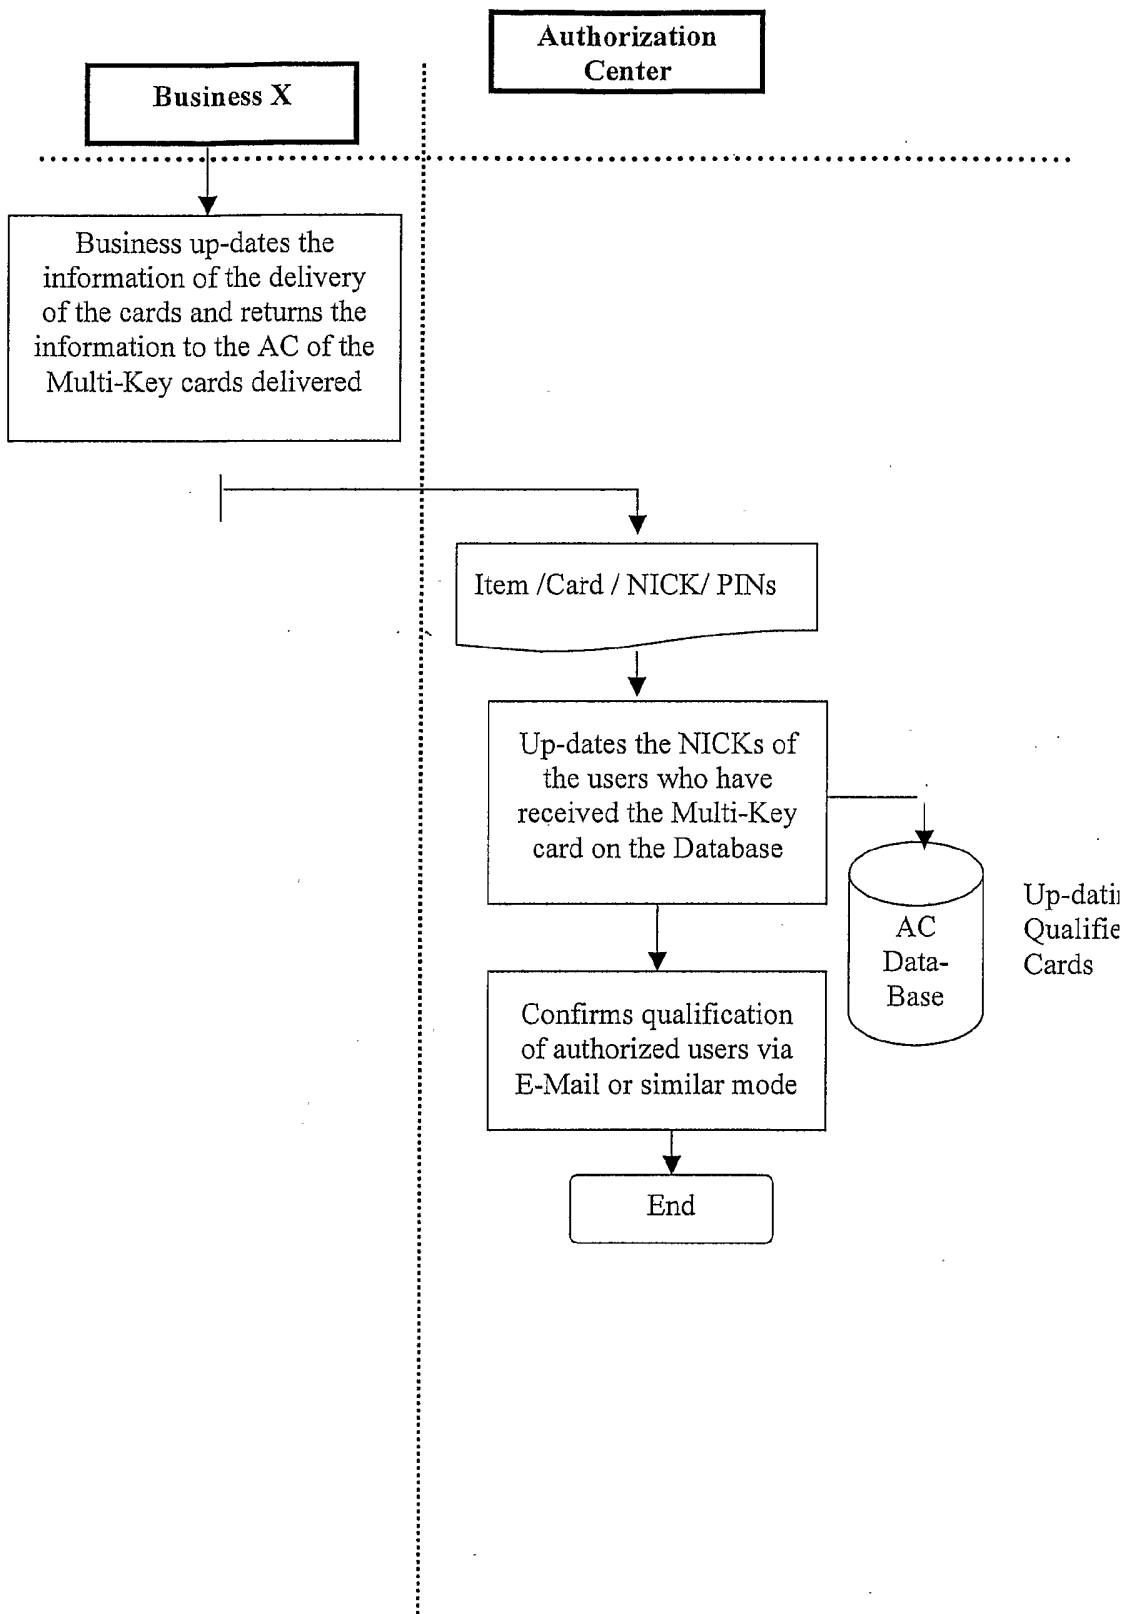 Authorization
Center
Business X
Business up-dates the
information of the delivery
of the cards and returns the
information to the AC of the
Multi-Key cards delivered
Item /Card / NICK/ PINs
Up-dates the NICKs of
the users who have
received the Multi-Key
card on the Database
AC
Data-
Base
Up-dati
Qualifie
Cards
Confirms qualification
of authorized users via
E-Mail or similar mode
End